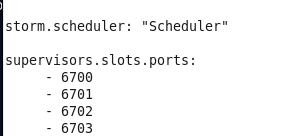 storm.scheduler: "Scheduler"
supervisors.slots.ports:
- 6700
- 6701
- 6702
- 6703